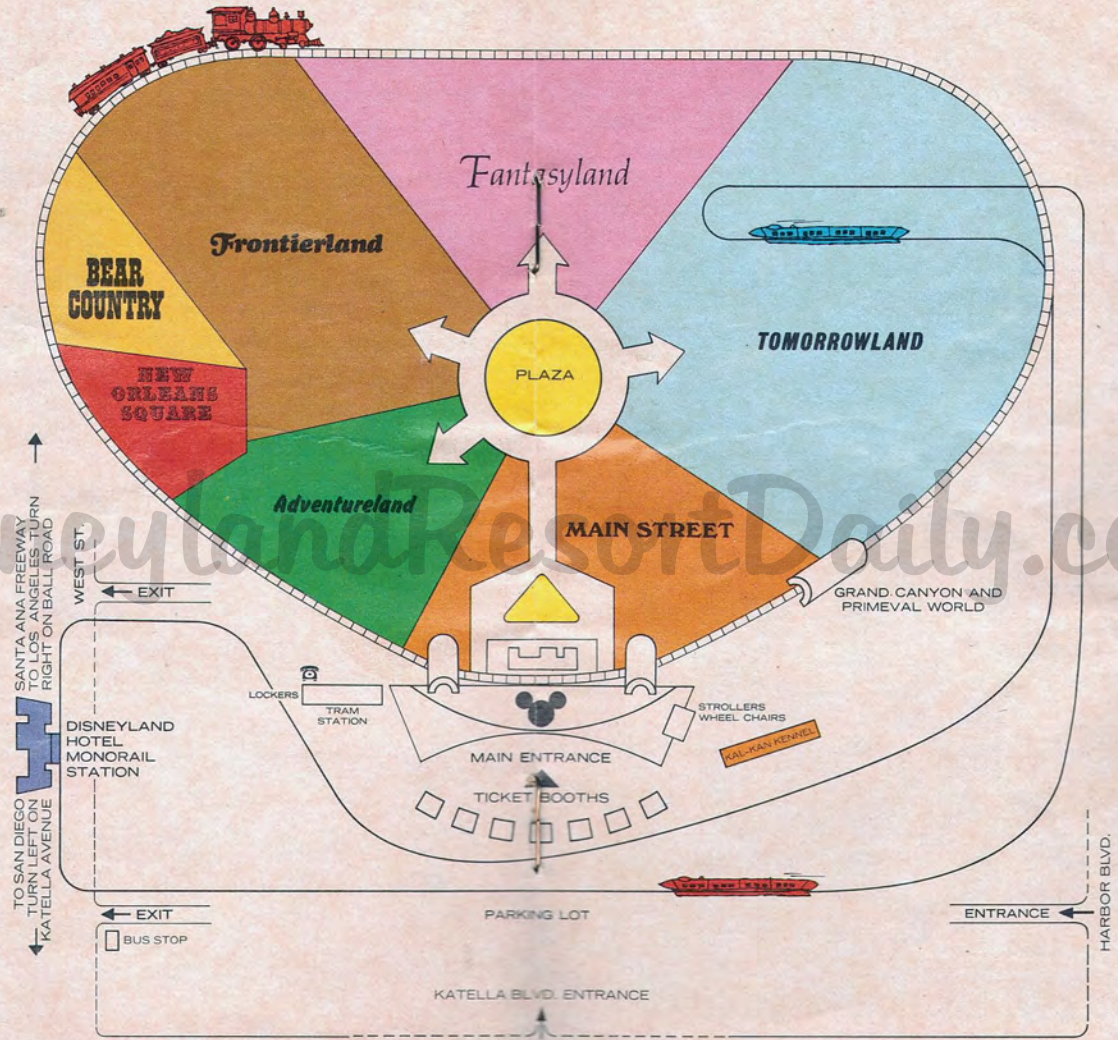 Fantasyland
Frontierland
BEAR
COUNTRY
TOMORROWLAND
PLAZA
NEW
ORLEANS
SQUARE
Adventureland
MAIN STREET
neylandResortDaily.co
SANTA ANA FREEWAY
TO LOS ANGELES TURN
RIGHT ON BALL ROAD
WEST ST.
EXIT
GRAND CANYON AND
PRIMEVAL WORLD
LOCKERS
TRAM
STATION
STROLLERS
WHEEL CHAIRS
DISNEYLAND
HOTEL
MONORAIL
STATION
MAIN ENTRANCE
KAL-KAN KENNEL
TICKET BOOTHS
TO SAN DIEGO
TURN LEFT ON
KATELLA AVENUE
EXIT
PARKING LOT
ENTRANCE
HARBOR BLVD.
BUS STOP
KATELLA BLVD. ENTRANCE